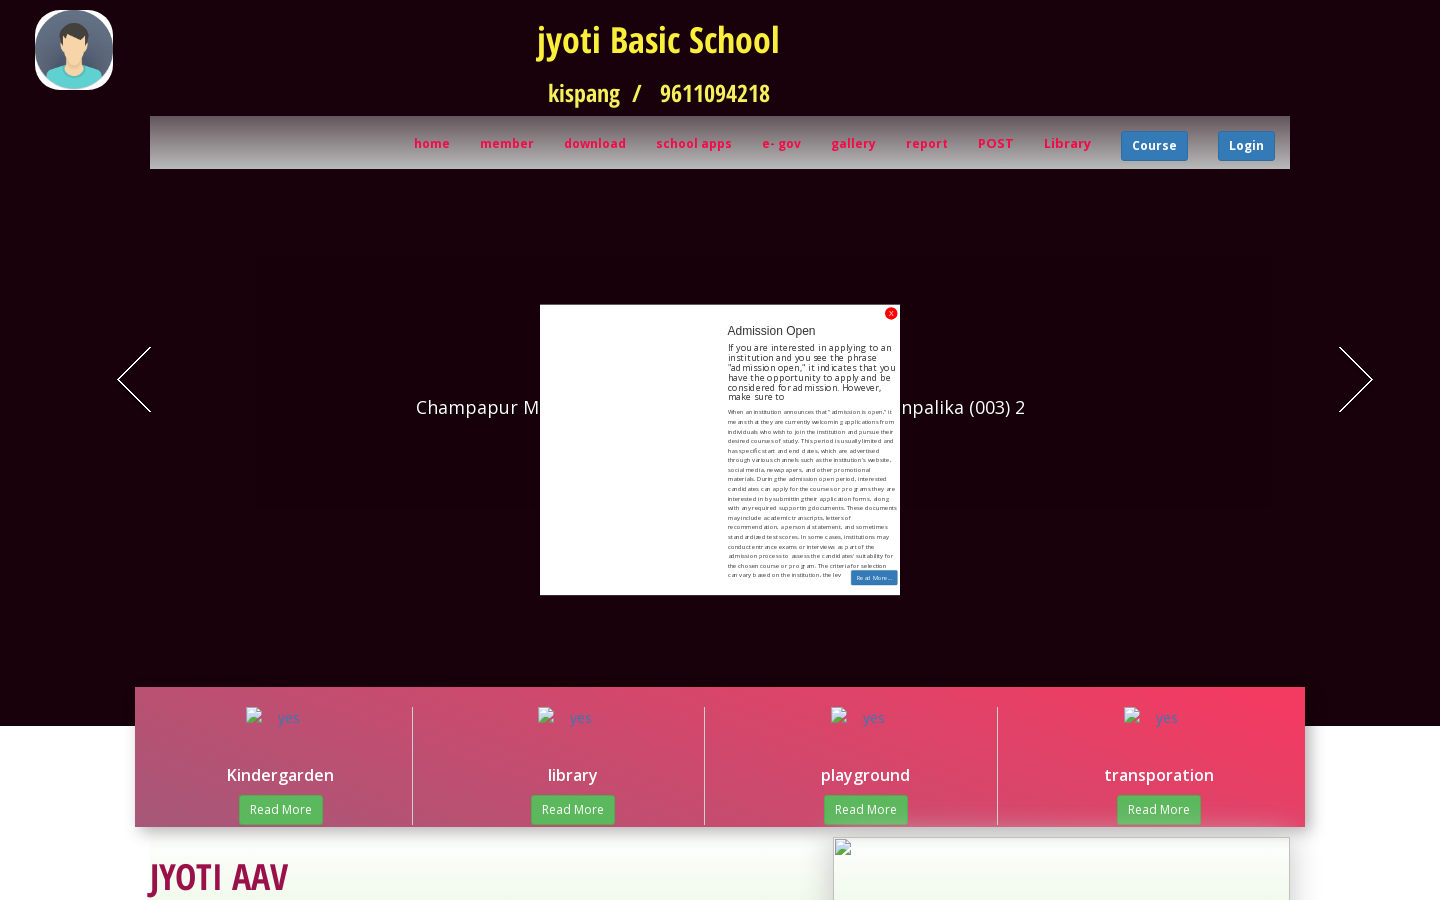 jyoti Basic School
kispang / 9611094218
home member download school apps e- gov gallery report POST Library Course Login
X
Admission Open
If you are interested in applying to an
institution and you see the phrase
"admission open," it indicates that you
have the opportunity to apply and be
considered for admission. However,
make sure to
Champapur M
npalika (003) 2
When an institution announces that "admission is open," it
means that they are currently welcoming applications from
individuals who wish to join the institution and pursue their
desired courses of study. This period is usually limited and
has specific start and end dates, which are advertised
through various channels such as the institution's website,
social media, newspapers, and other promotional
materials. During the admission open period, interested
candidates can apply for the courses or programs they are
interested in by submitting their application forms, along
with any required supporting documents. These documents
may include academic transcripts, letters of
recommendation, a personal statement, and sometimes
standardized test scores. In some cases, institutions may
conduct entrance exams or interviews as part of the
admission process to assess the candidates' suitability for
the chosen course or program. The criteria for selection
can vary based on the institution, the lev
Read More...
yes yes yes yes
Kindergarden library playground transporation
Read More Read More Read More Read More
JYOTI AAV